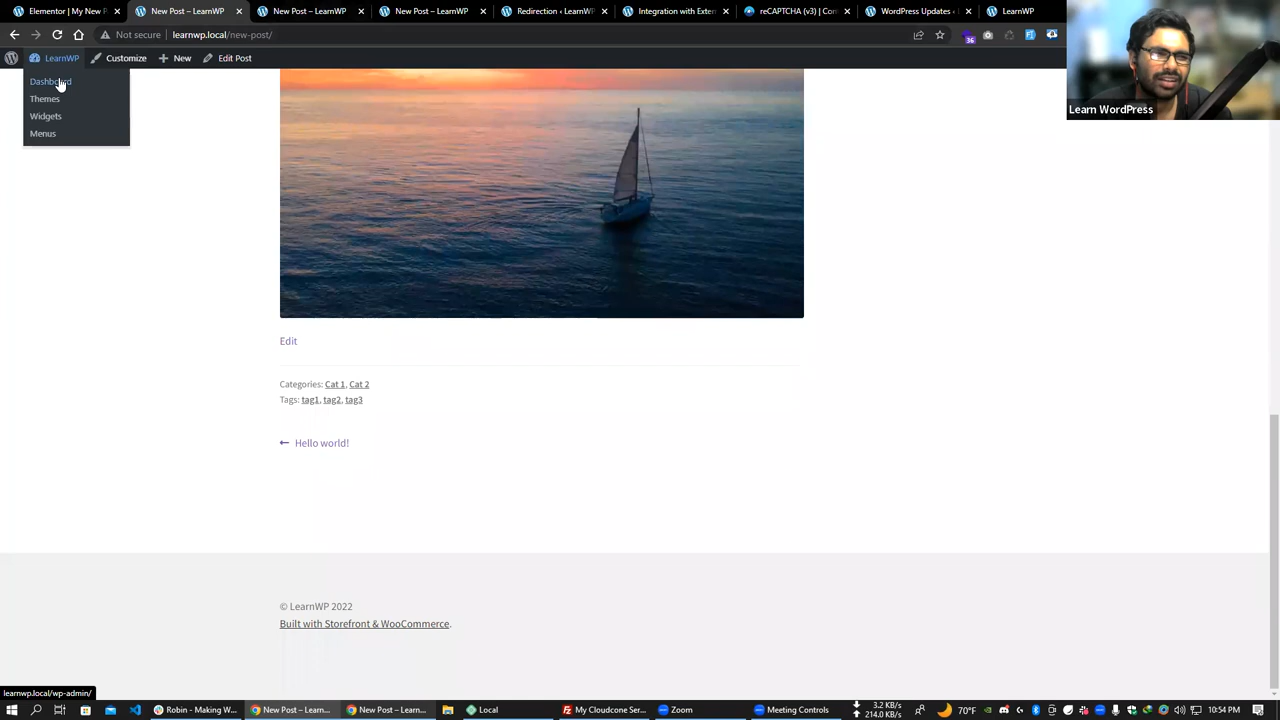 Elementor | My New P
New Post – LearnWP
New Post – LearnWP
New Post – LearnWP
Redirection ‹ LearnWP
Integration with Exter
reCAPTCHA (v3) | Con
WordPress Updates ‹
LearnWP
Not secure
learnwp.local/new-post/
36
LearnWP
Customize
New
Edit Post
Dashboard
Themes
Widgets
Menus
Learn WordPress
Edit
Categories: Cat 1, Cat 2
Tags: tag1, tag2, tag3
← Hello world!
© LearnWP 2022
Built with Storefront & WooCommerce.
learnwp.local/wp-admin/
Robin - Making W...
New Post – Learn...
New Post – Learn...
Local
My Cloudcone Ser...
Zoom
Meeting Controls
3.2 KB/s
214.0 KB/s
70°F
10:54 PM